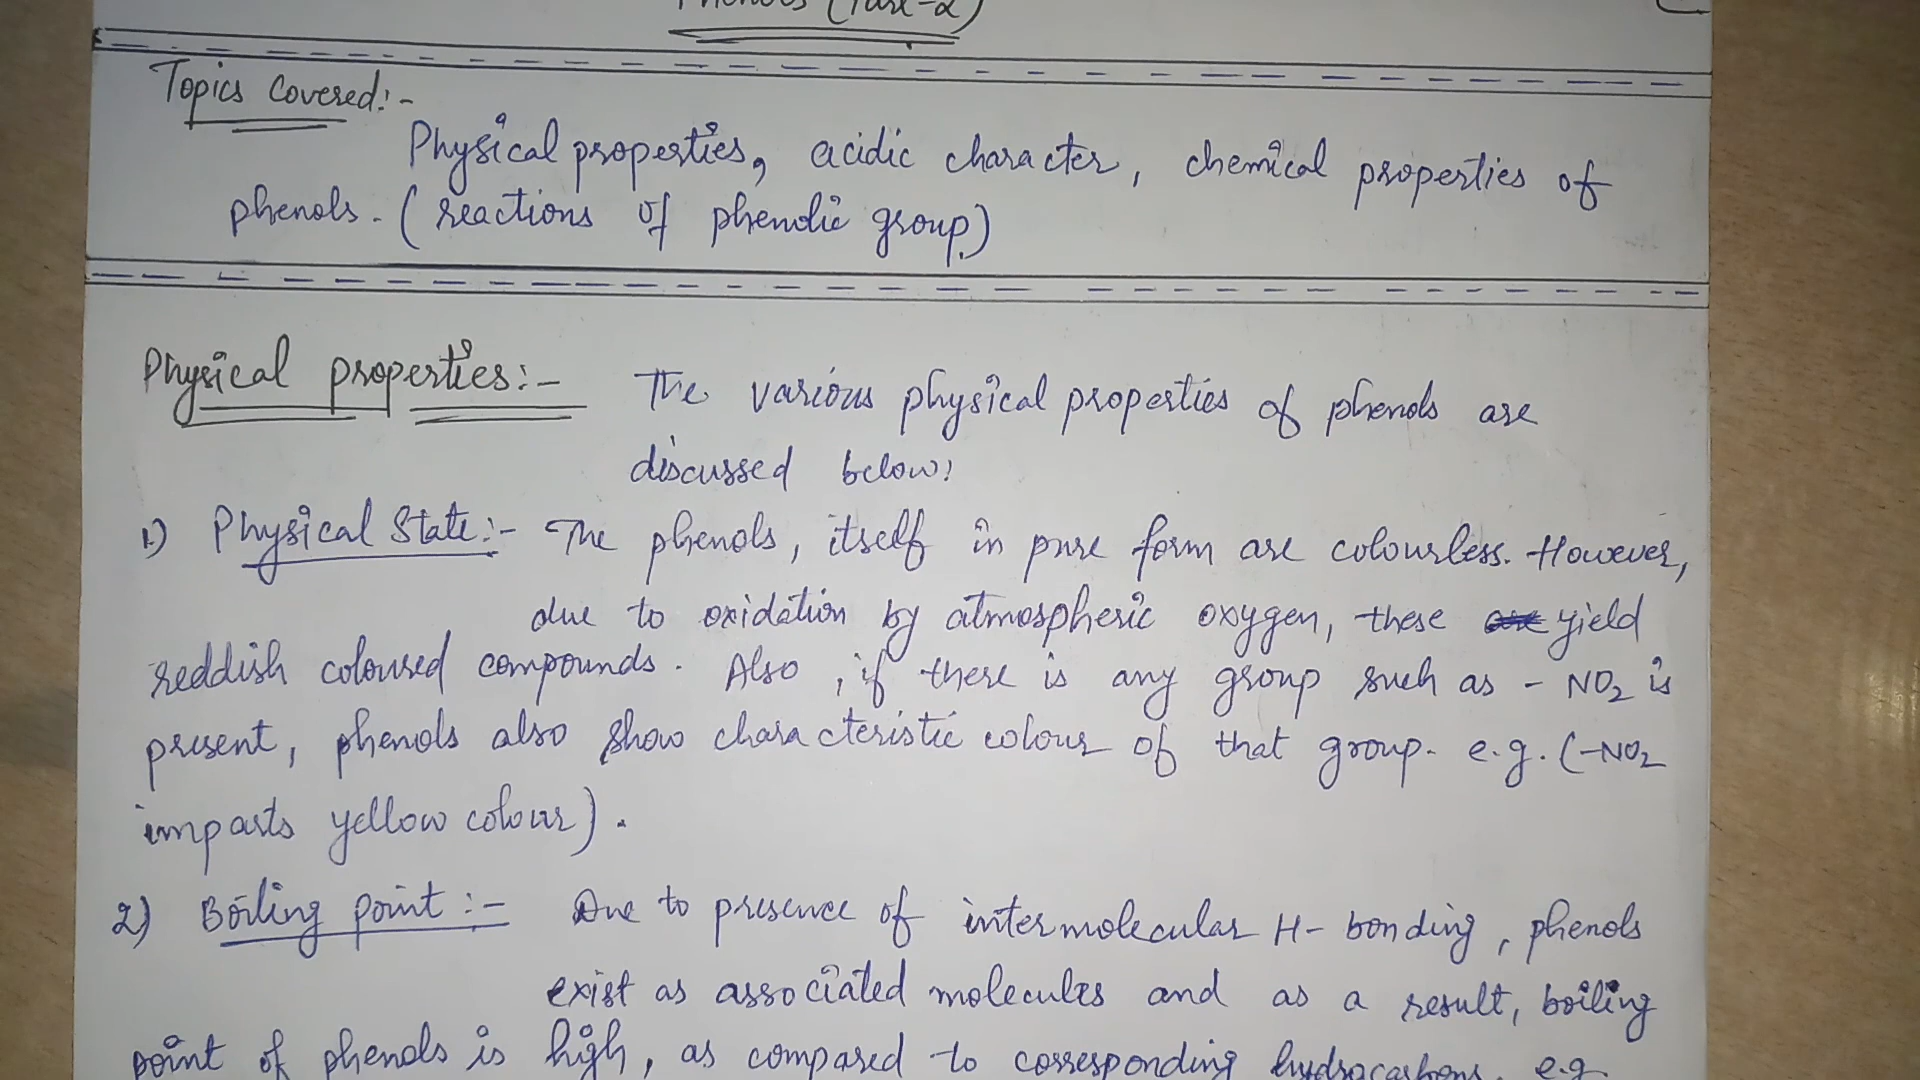 Phenols (Part-2)
Topics Covered:-
Physical properties, acidic character, chemical properties of
phenols. (reactions of phenolic group)
Physical properties:- The various physical properties of phenols are
discussed below:
1) Physical State:- The phenols, itself in pure form are colourless. However,
due to oxidation by atmospheric oxygen, these are yield
reddish coloured compounds. Also, if there is any group such as -NO₂ is
present, phenols also show characteristic colour of that group. e.g. (-NO₂
imparts yellow colour).
2) Boiling point:- Due to presence of intermolecular H-bonding, phenols
exist as associated molecules and as a result, boiling
point of phenols is high, as compared to corresponding hydrocarbons. e.g.